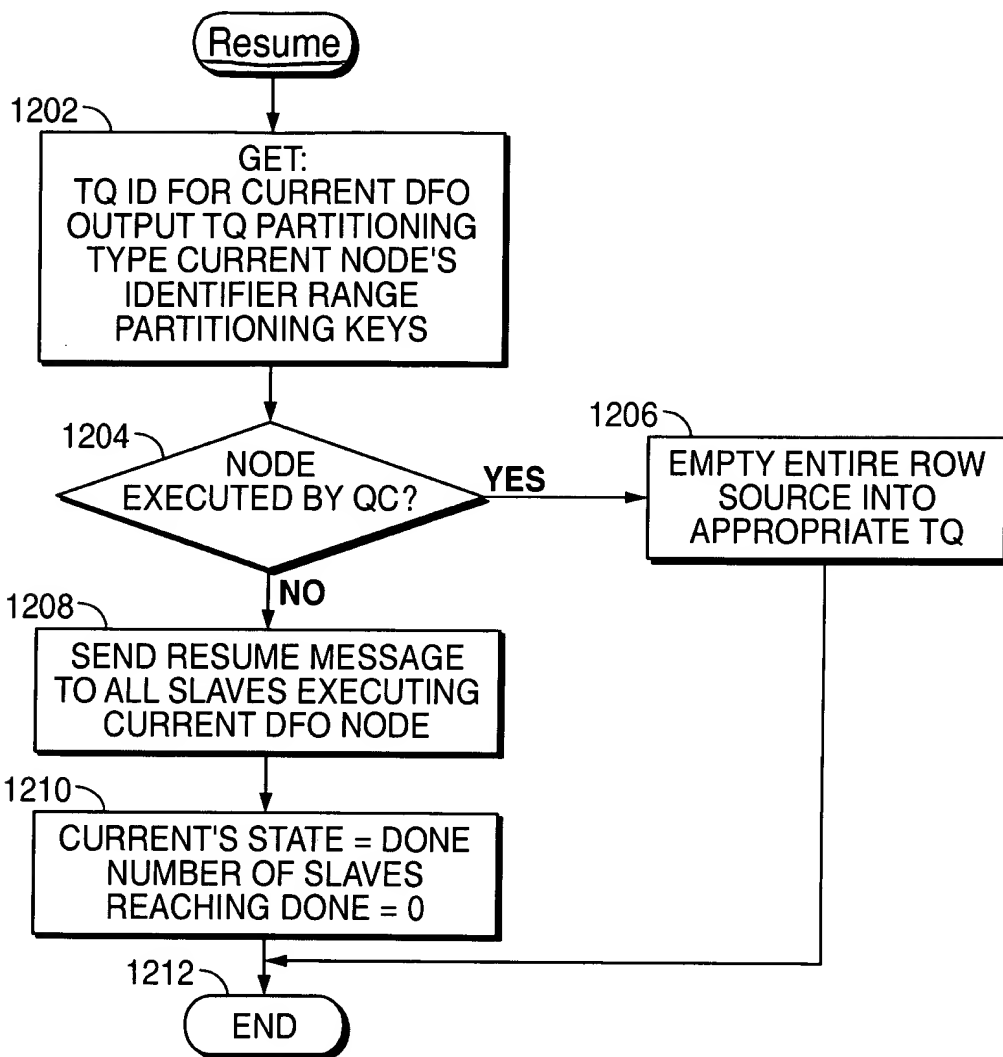 Resume
1202
GET:
TQ ID FOR CURRENT DFO
OUTPUT TQ PARTITIONING
TYPE CURRENT NODE'S
IDENTIFIER RANGE
PARTITIONING KEYS
1204
NODE
EXECUTED BY QC?
YES
1206
EMPTY ENTIRE ROW
SOURCE INTO
APPROPRIATE TQ
NO
1208
SEND RESUME MESSAGE
TO ALL SLAVES EXECUTING
CURRENT DFO NODE
1210
CURRENT'S STATE = DONE
NUMBER OF SLAVES
REACHING DONE = 0
1212
END